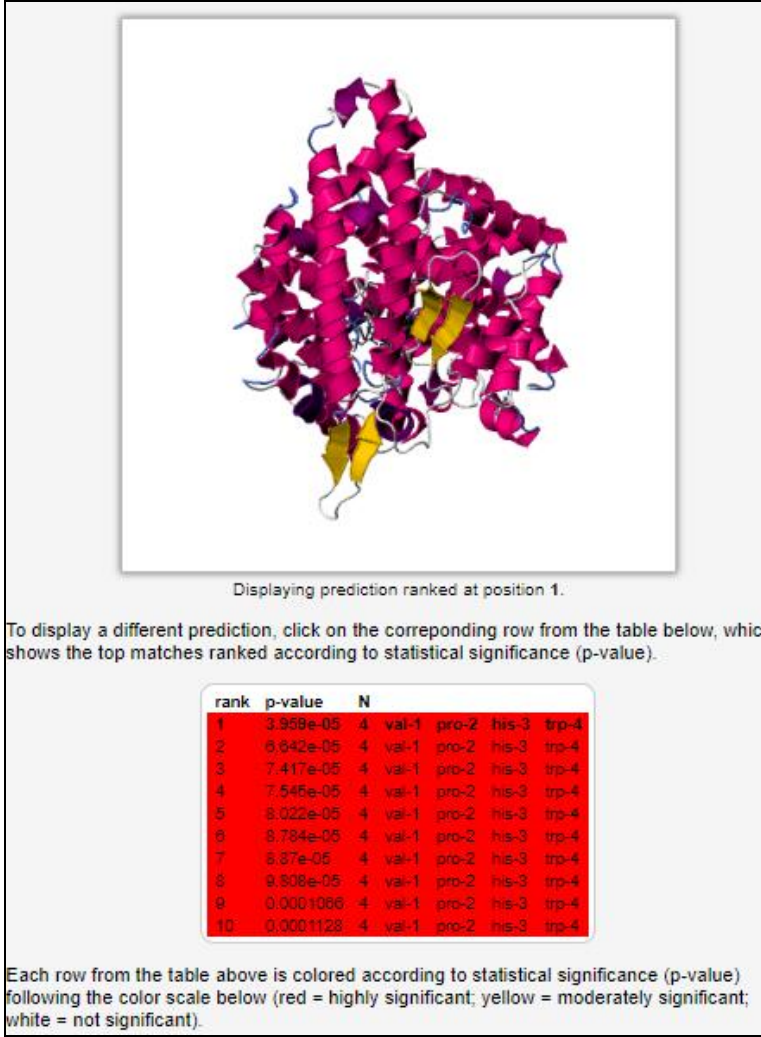 Displaying prediction ranked at position 1.
To display a different prediction, click on the correponding row from the table below, whic
shows the top matches ranked according to statistical significance (p-value).
rank p-value N
1 3.959e-05 4 val-1 pro-2 his-3 trp-4
2 6.642e-05 4 val-1 pro-2 his-3 trp-4
3 7.417e-05 4 val-1 pro-2 his-3 trp-4
4 7.545e-05 4 val-1 pro-2 his-3 trp-4
5 8.022e-05 4 val-1 pro-2 his-3 trp-4
6 8.784e-05 4 val-1 pro-2 his-3 trp-4
7 8.87e-05 4 val-1 pro-2 his-3 trp-4
8 9.808e-05 4 val-1 pro-2 his-3 trp-4
9 0.0001066 4 val-1 pro-2 his-3 trp-4
10 0.0001128 4 val-1 pro-2 his-3 trp-4
Each row from the table above is colored according to statistical significance (p-value)
following the color scale below (red = highly significant; yellow = moderately significant;
white = not significant).